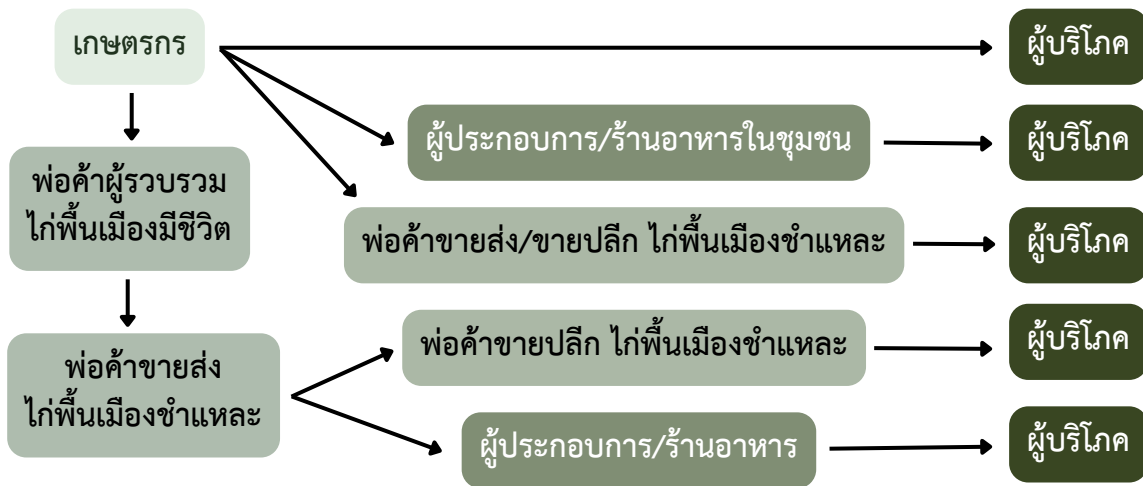 เกษตรกร
ผู้บริโภค
ผู้ประกอบการ/ร้านอาหารในชุมชน
ผู้บริโภค
พ่อค้าผู้รวบรวม
ไก่พื้นเมืองมีชีวิต
พ่อค้าขายส่ง/ขายปลีก ไก่พื้นเมืองชำแหละ
ผู้บริโภค
พ่อค้าขายส่ง
ไก่พื้นเมืองชำแหละ
พ่อค้าขายปลีก ไก่พื้นเมืองชำแหละ
ผู้บริโภค
ผู้ประกอบการ/ร้านอาหาร
ผู้บริโภค